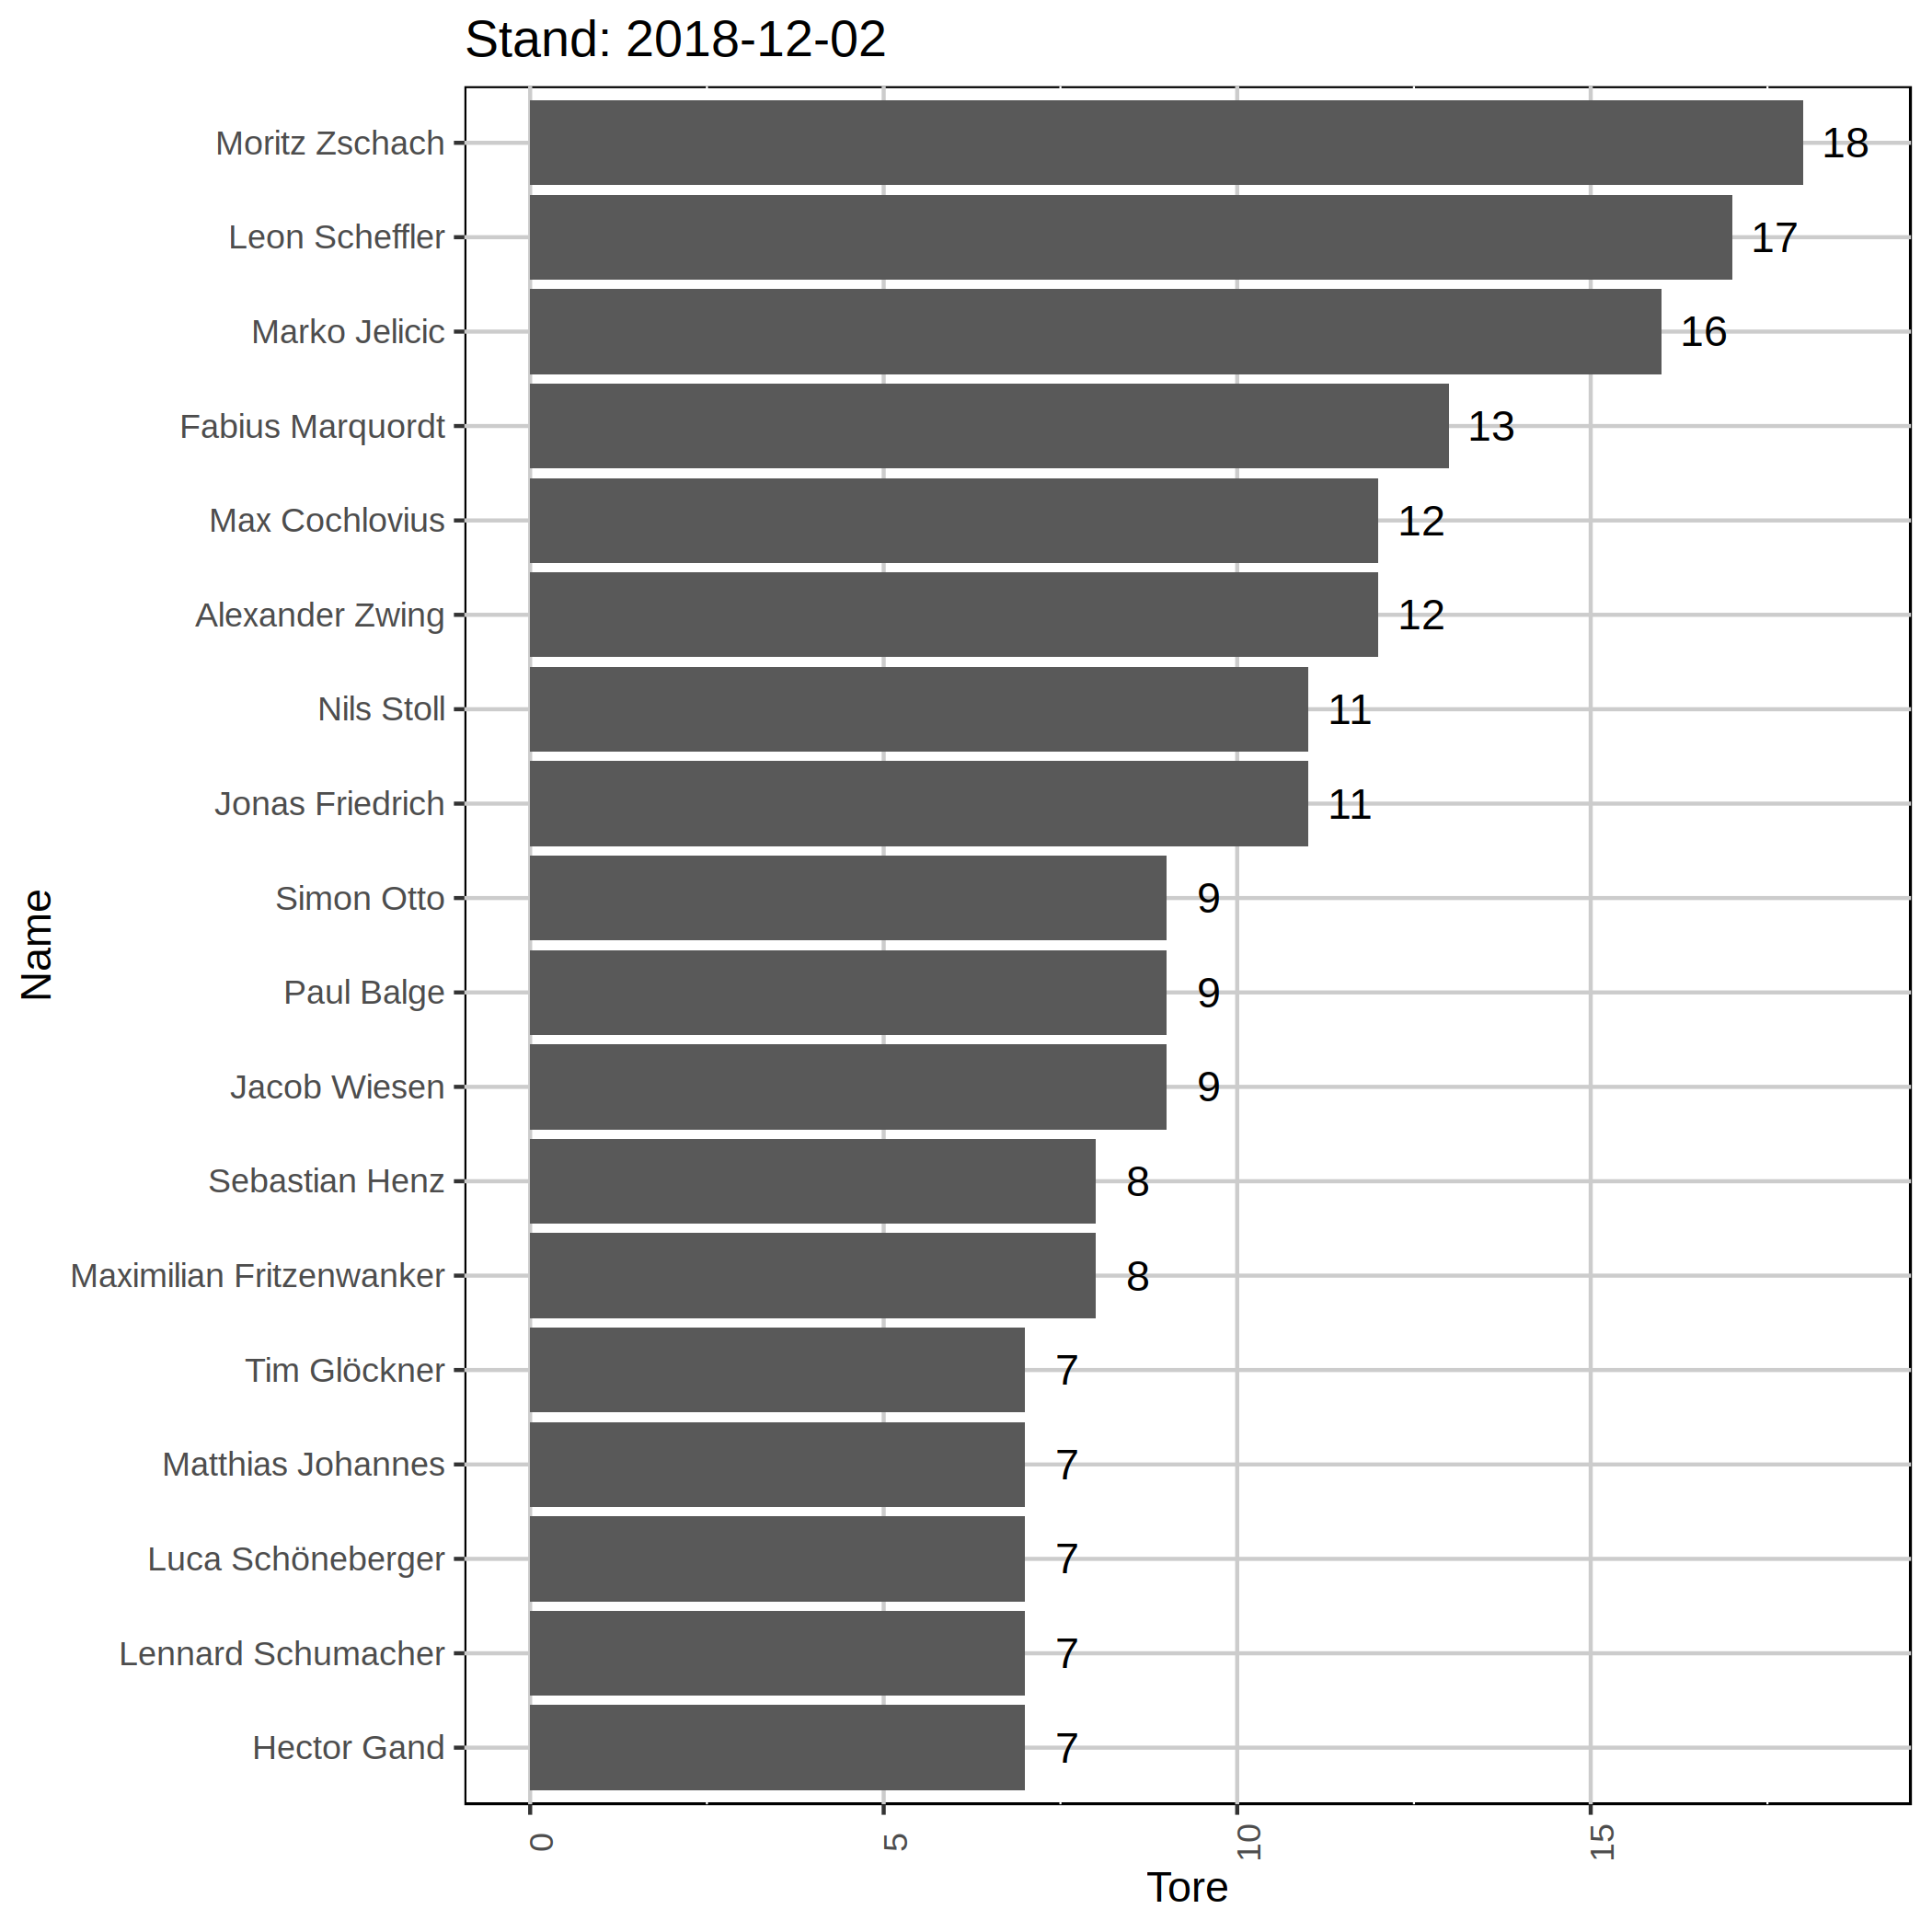 Stand: 2018-12-02
Moritz Zschach 18
Leon Scheffler 17
Marko Jelicic 16
Fabius Marquordt 13
Max Cochlovius 12
Alexander Zwing 12
Nils Stoll 11
Jonas Friedrich 11
Simon Otto 9
Paul Balge 9
Jacob Wiesen 9
Sebastian Henz 8
Maximilian Fritzenwanker 8
Tim Glöckner 7
Matthias Johannes 7
Luca Schöneberger 7
Lennard Schumacher 7
Hector Gand 7
Name
0 5 10 15
Tore